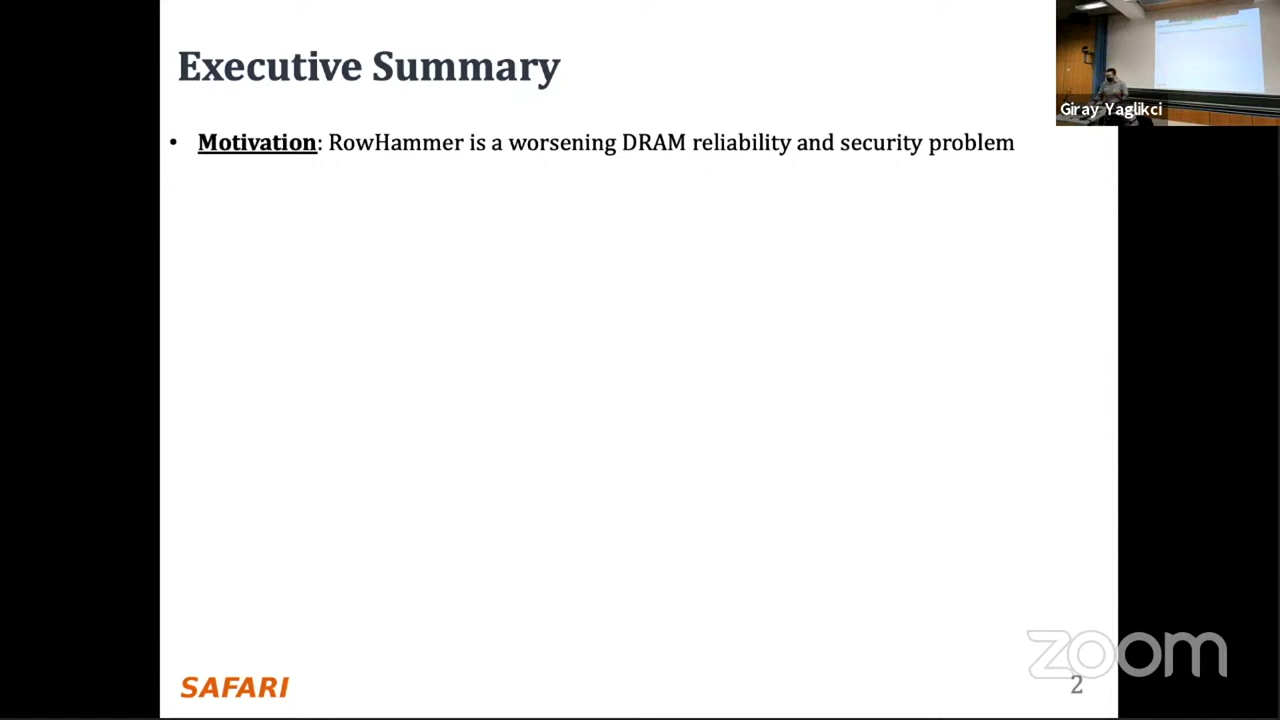 Executive Summary
• Motivation: RowHammer is a worsening DRAM reliability and security problem
Giray Yaglikci
SAFARI
zoom
2